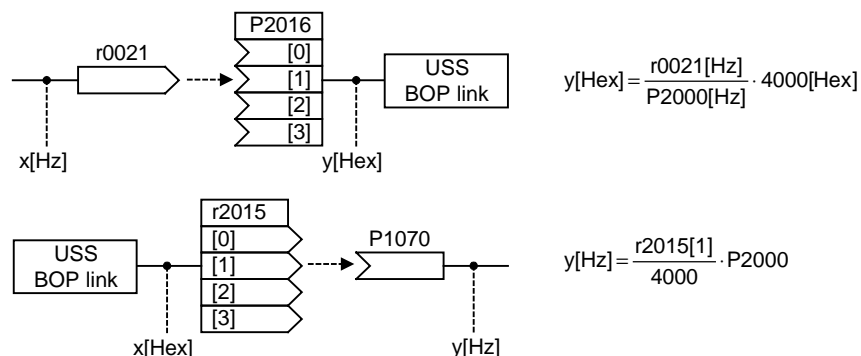 r0021
P2016
[0]
[1]
[2]
[3]
USS
BOP link
x[Hz]
y[Hex]
y[Hex] = r0021[Hz] / P2000[Hz] · 4000[Hex]
r2015
[0]
[1]
[2]
[3]
USS
BOP link
P1070
x[Hex]
y[Hz]
y[Hz] = r2015[1] / 4000 · P2000